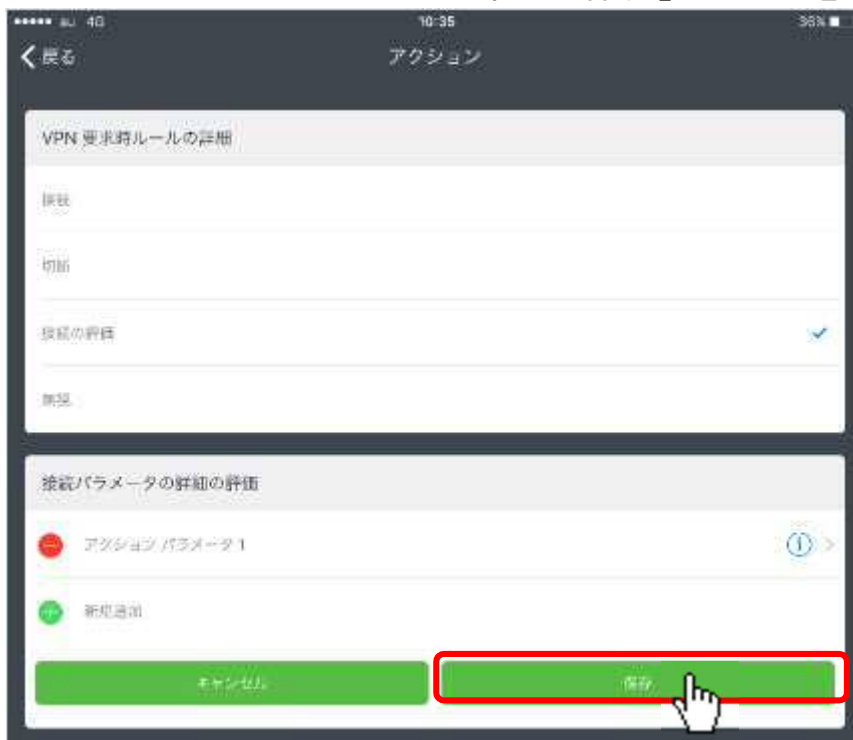 au 4G 10:35 36%
戻る アクション
VPN 要求時ルールの詳細
接続
切断
接続の評価
無視
接続パラメータの詳細の評価
アクション パラメータ 1
新規追加
キャンセル 保存